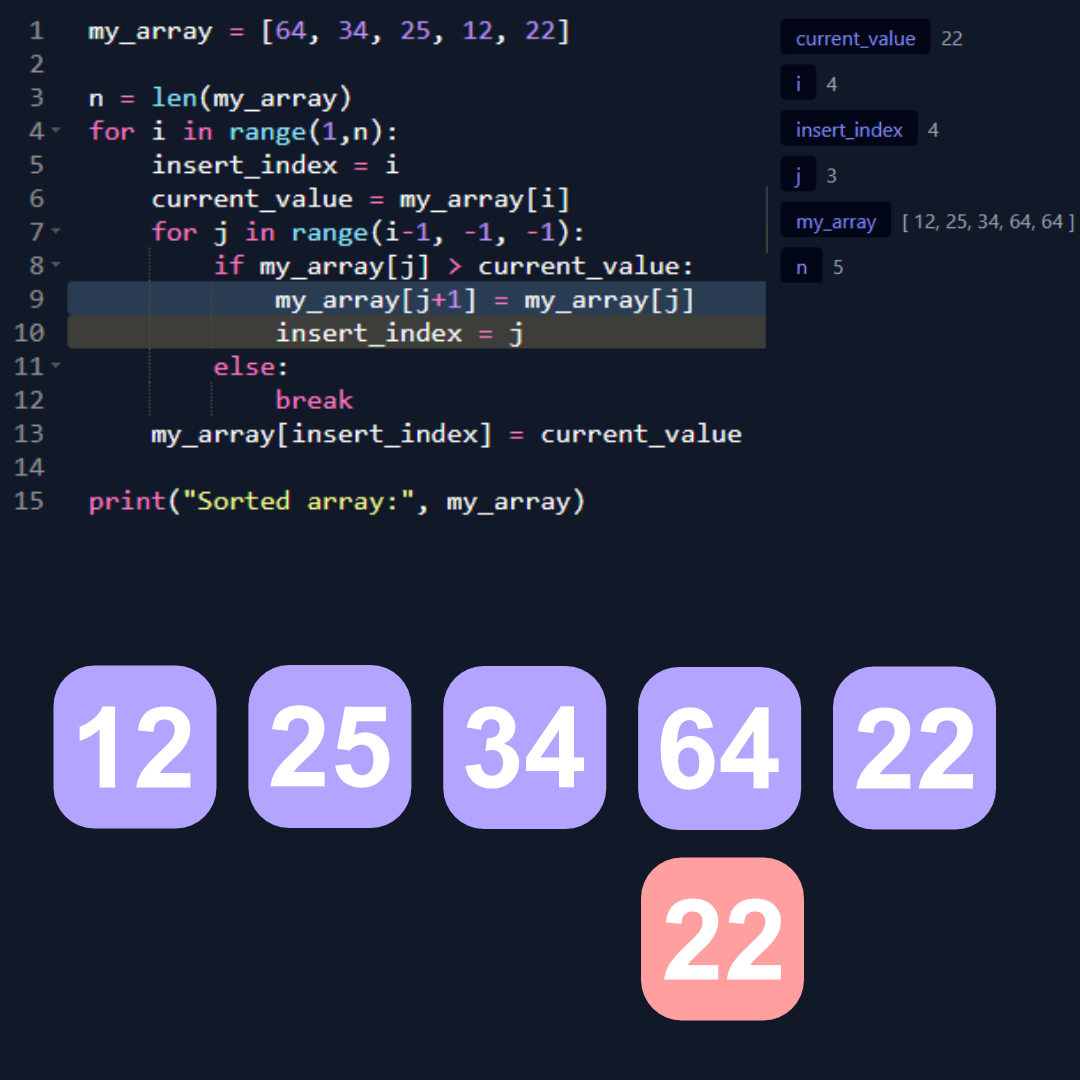 1 my_array = [64, 34, 25, 12, 22]
2
3 n = len(my_array)
4 for i in range(1,n):
5     insert_index = i
6     current_value = my_array[i]
7     for j in range(i-1, -1, -1):
8         if my_array[j] > current_value:
9             my_array[j+1] = my_array[j]
10             insert_index = j
11         else:
12             break
13     my_array[insert_index] = current_value
14
15 print("Sorted array:", my_array)
current_value 22
i 4
insert_index 4
j 3
my_array [ 12, 25, 34, 64, 64 ]
n 5
12 25 34 64 22
22